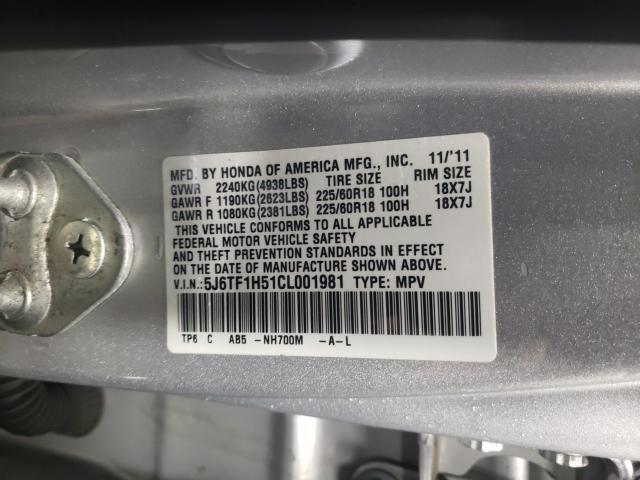 MFD. BY HONDA OF AMERICA MFG., INC. 11/'11
GVWR 2240KG(4938LBS) TIRE SIZE RIM SIZE
GAWR F 1190KG(2623LBS) 225/60R18 100H 18X7J
GAWR R 1080KG(2381LBS) 225/60R18 100H 18X7J
THIS VEHICLE CONFORMS TO ALL APPLICABLE
FEDERAL MOTOR VEHICLE SAFETY
AND THEFT PREVENTION STANDARDS IN EFFECT
ON THE DATE OF MANUFACTURE SHOWN ABOVE.
V.I.N.:5J6TF1H51CL001981 TYPE: MPV
TP6 C AB5 -NH700M -A-L